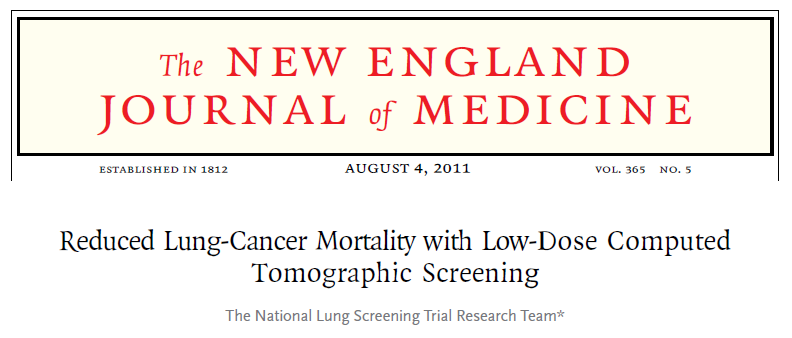 The NEW ENGLAND
JOURNAL of MEDICINE
ESTABLISHED IN 1812 AUGUST 4, 2011 VOL. 365 NO. 5
Reduced Lung-Cancer Mortality with Low-Dose Computed
Tomographic Screening
The National Lung Screening Trial Research Team*